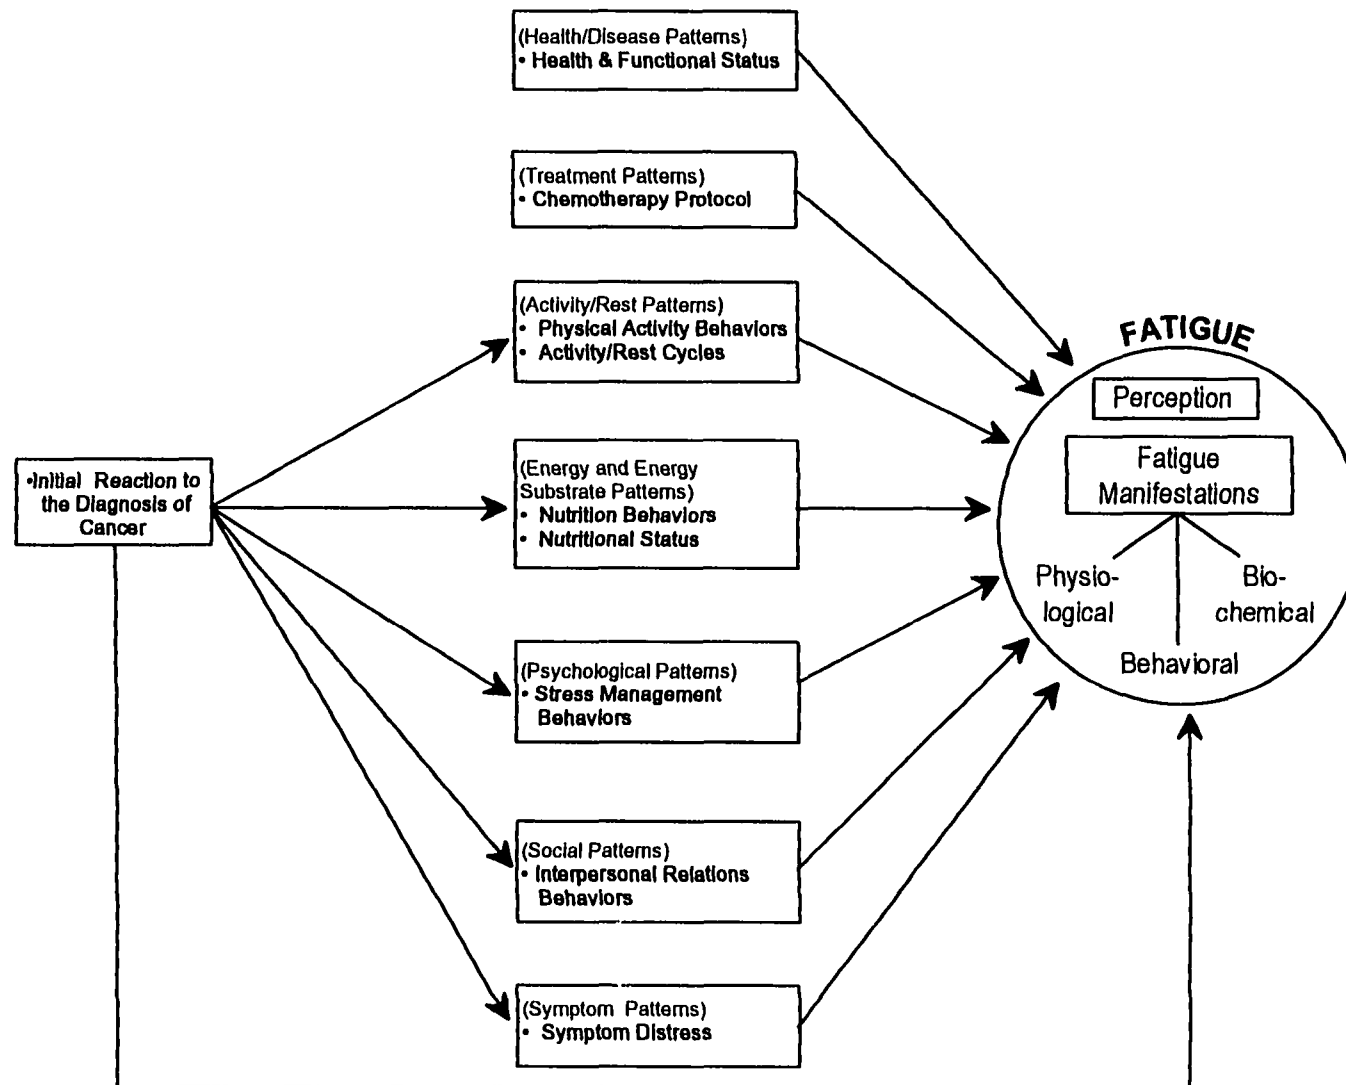 (Health/Disease Patterns)
• Health & Functional Status
(Treatment Patterns)
• Chemotherapy Protocol
(Activity/Rest Patterns)
• Physical Activity Behaviors
• Activity/Rest Cycles
•Initial Reaction to
the Diagnosis of
Cancer
(Energy and Energy
Substrate Patterns)
• Nutrition Behaviors
• Nutritional Status
(Psychological Patterns)
• Stress Management
Behaviors
(Social Patterns)
• Interpersonal Relations
Behaviors
(Symptom Patterns)
• Symptom Distress
FATIGUE
Perception
Fatigue
Manifestations
Physio-
logical
Bio-
chemical
Behavioral